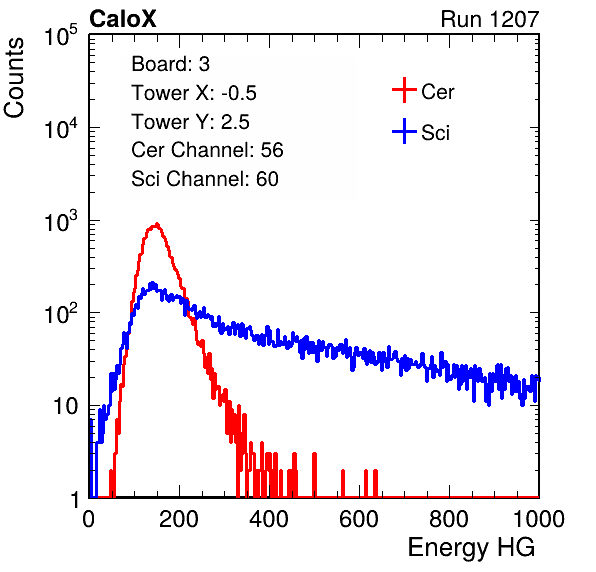 CaloX Run 1207
Counts
10^5
10^4
10^3
10^2
10
1
Board: 3
Tower X: -0.5
Tower Y: 2.5
Cer Channel: 56
Sci Channel: 60
Cer
Sci
0 200 400 600 800 1000
Energy HG